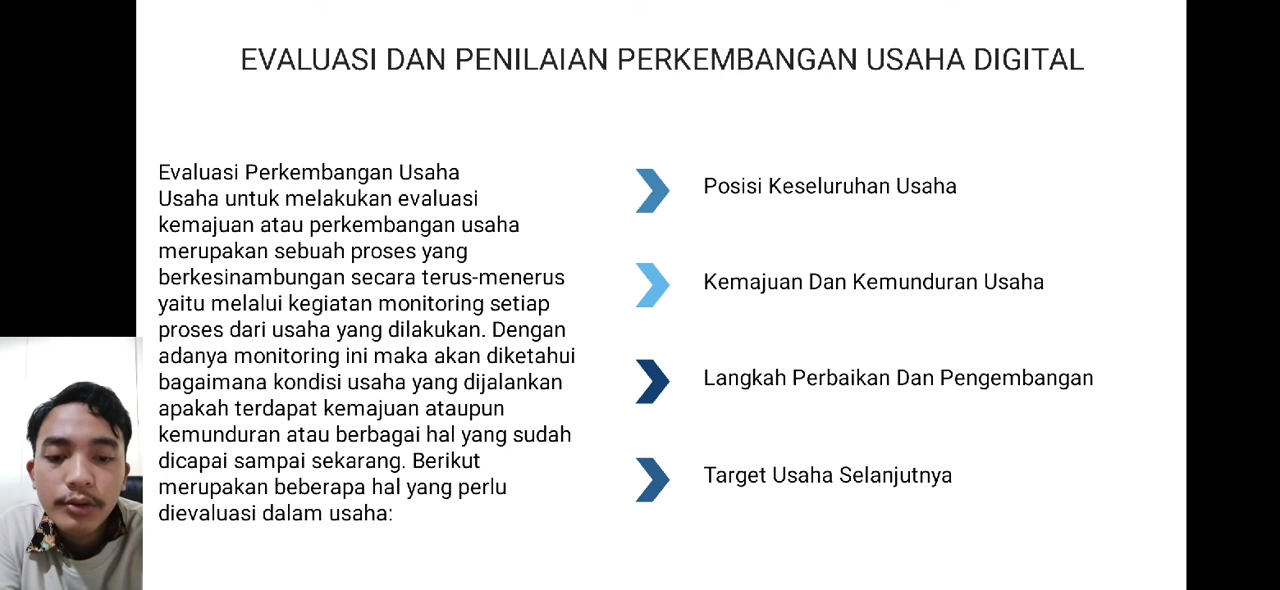 EVALUASI DAN PENILAIAN PERKEMBANGAN USAHA DIGITAL
Evaluasi Perkembangan Usaha
Usaha untuk melakukan evaluasi
kemajuan atau perkembangan usaha
merupakan sebuah proses yang
berkesinambungan secara terus-menerus
yaitu melalui kegiatan monitoring setiap
proses dari usaha yang dilakukan. Dengan
adanya monitoring ini maka akan diketahui
bagaimana kondisi usaha yang dijalankan
apakah terdapat kemajuan ataupun
kemunduran atau berbagai hal yang sudah
dicapai sampai sekarang. Berikut
merupakan beberapa hal yang perlu
dievaluasi dalam usaha:
Posisi Keseluruhan Usaha
Kemajuan Dan Kemunduran Usaha
Langkah Perbaikan Dan Pengembangan
Target Usaha Selanjutnya